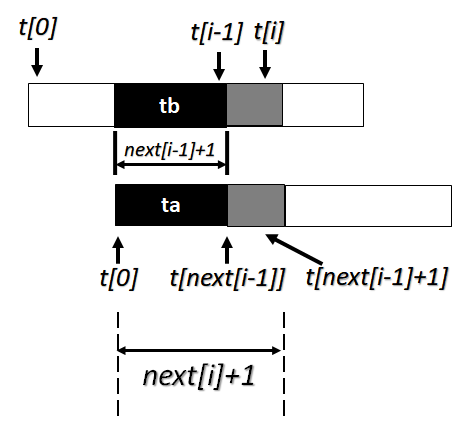 t[0]
t[i-1] t[i]
tb
next[i-1]+1
ta
t[0] t[next[i-1]] t[next[i-1]+1]
next[i]+1